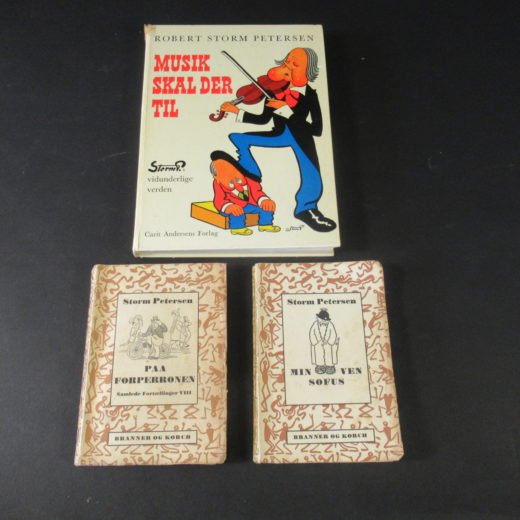 ROBERT STORM PETERSEN
MUSIK
SKAL DER
TIL
Storm P.s
vidunderlige
verden
Carit Andersens Forlag
Storm Petersen
PAA
FORPERRONEN
Samlede Fortællinger VIII
BRANNER OG KORCH
Storm Petersen
MIN VEN
SOFUS
BRANNER OG KORCH